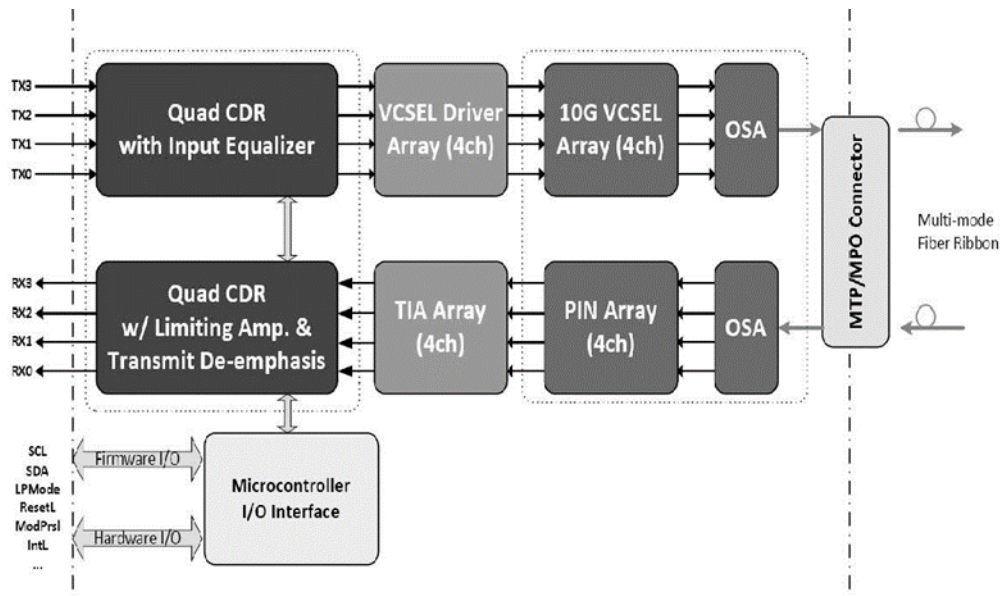 TX3
TX2
TX1
TX0
Quad CDR
with Input Equalizer
VCSEL Driver
Array (4ch)
10G VCSEL
Array (4ch)
OSA
MTP/MPO Connector
Multi-mode
Fiber Ribbon
RX3
RX2
RX1
RX0
Quad CDR
w/ Limiting Amp. &
Transmit De-emphasis
TIA Array
(4ch)
PIN Array
(4ch)
OSA
SCL
SDA
LPMode
ResetL
ModPrsl
IntL
...
Firmware I/O
Hardware I/O
Microcontroller
I/O Interface